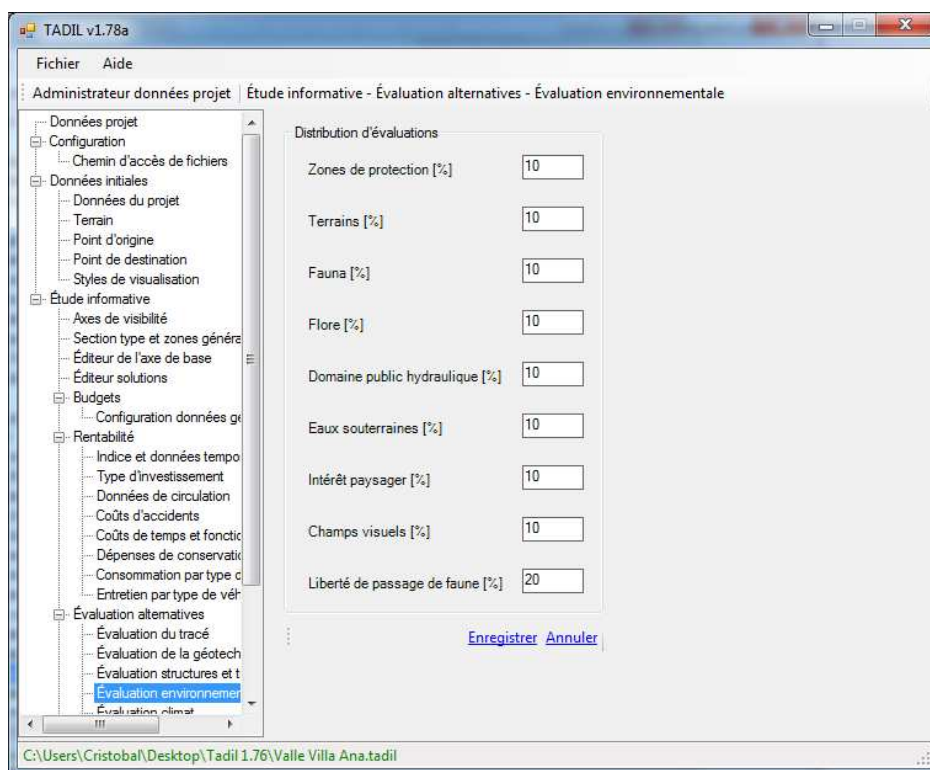 TADIL v1.78a
Fichier Aide
Administrateur données projet Étude informative - Évaluation alternatives - Évaluation environnementale
Données projet
Configuration
Chemin d'accès de fichiers
Données initiales
Données du projet
Terrain
Point d'origine
Point de destination
Styles de visualisation
Étude informative
Axes de visibilité
Section type et zones généra
Éditeur de l'axe de base
Éditeur solutions
Budgets
Configuration données gé
Rentabilité
Indice et données tempo
Type d'investissement
Données de circulation
Coûts d'accidents
Coûts de temps et fonctio
Dépenses de conservatio
Consommation par type d
Entretien par type de véh
Évaluation alternatives
Évaluation du tracé
Évaluation de la géotech
Évaluation structures et t
Évaluation environnemer
Évaluation climat
Distribution d'évaluations
Zones de protection [%] 10
Terrains [%] 10
Fauna [%] 10
Flore [%] 10
Domaine public hydraulique [%] 10
Eaux souterraines [%] 10
Intérêt paysager [%] 10
Champs visuels [%] 10
Liberté de passage de faune [%] 20
Enregistrer Annuler
C:\Users\Cristobal\Desktop\Tadil 1.76\Valle Villa Ana.tadil